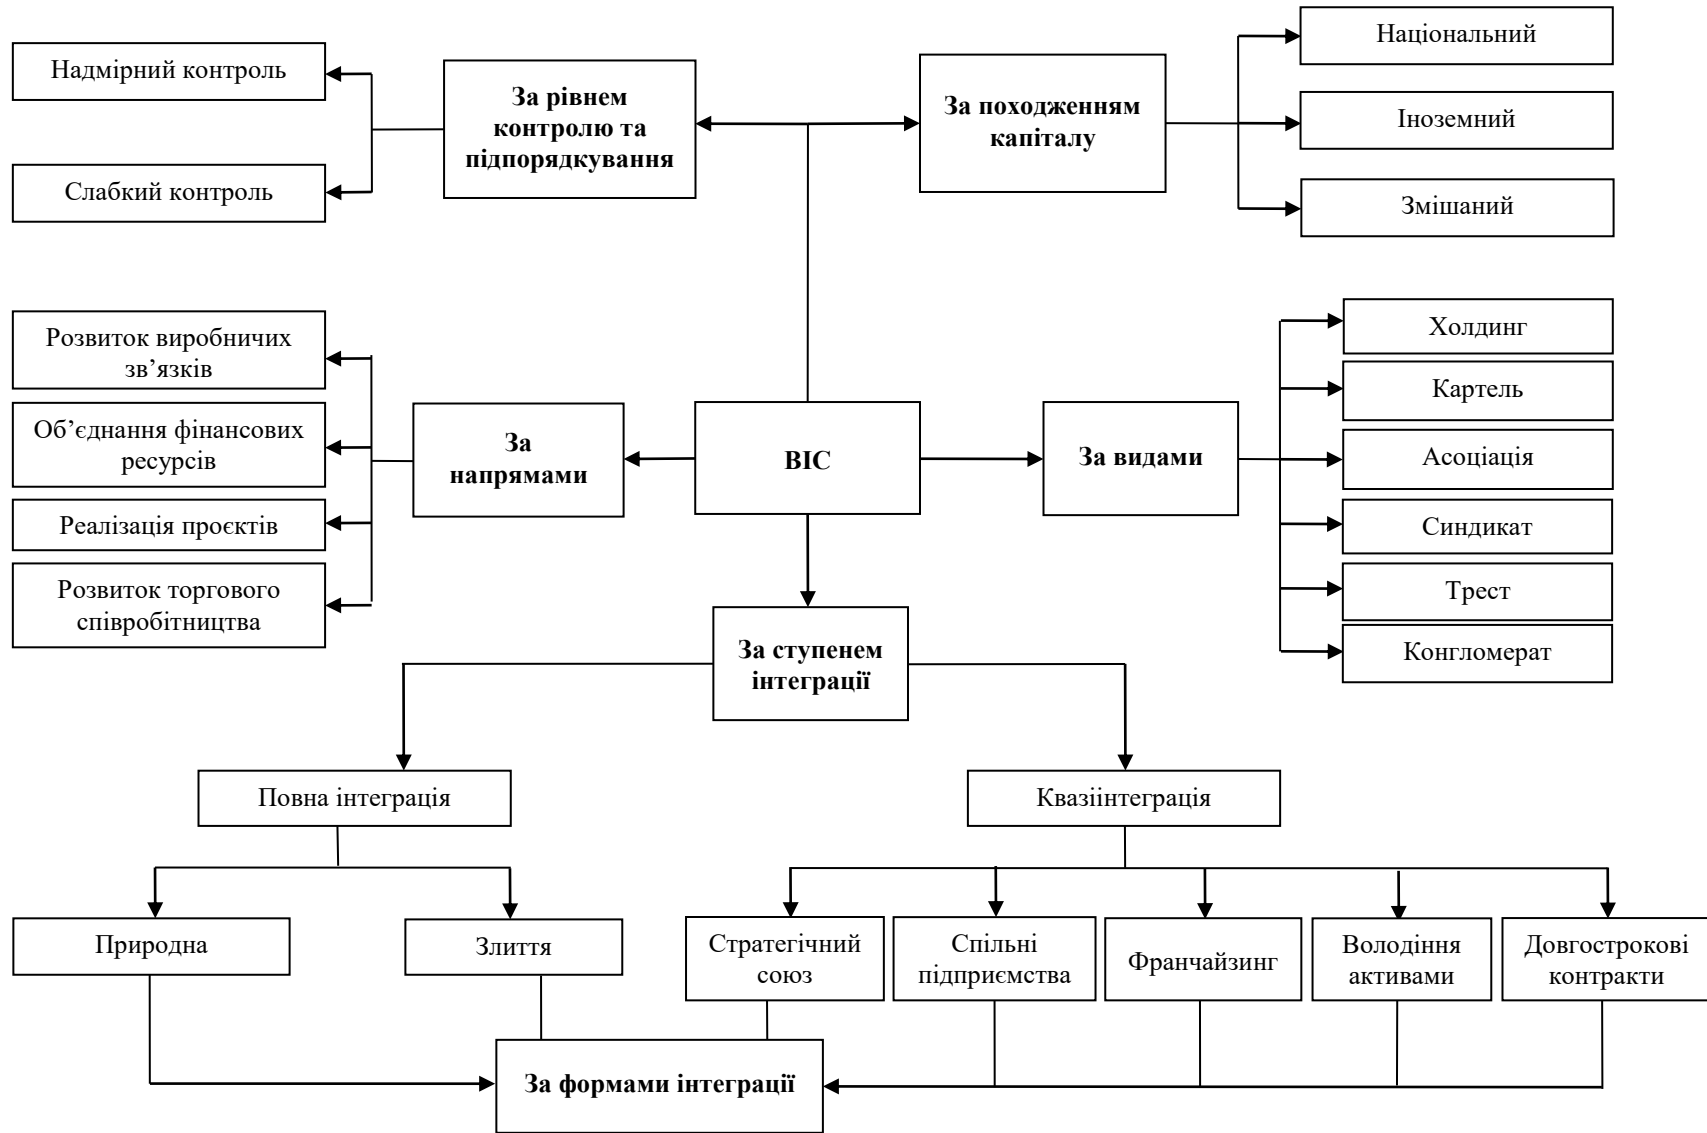 Надмірний контроль
Слабкий контроль
За рівнем
контролю та
підпорядкування
За походженням
капіталу
Національний
Іноземний
Змішаний
Розвиток виробничих
зв’язків
Об’єднання фінансових
ресурсів
Реалізація проєктів
Розвиток торгового
співробітництва
За
напрямами
ВІС
За видами
Холдинг
Картель
Асоціація
Синдикат
Трест
Конгломерат
За ступенем
інтеграції
Повна інтеграція
Квазіінтеграція
Природна
Злиття
Стратегічний
союз
Спільні
підприємства
Франчайзинг
Володіння
активами
Довгострокові
контракти
За формами інтеграції